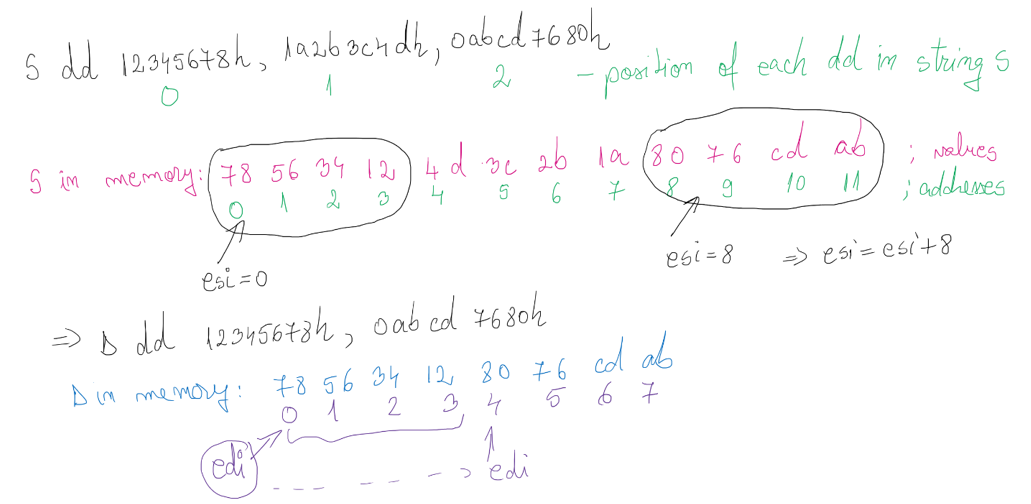 S dd 12345678h, 1a2b3c4dh, 0abcd7680h
0 1 2 - position of each dd in string S
S in memory: 78 56 34 12 4d 3c 2b 1a 80 76 cd ab ; values
0 1 2 3 4 5 6 7 8 9 10 11 ; addresses
esi=0 esi=8 => esi=esi+8
=> D dd 12345678h, 0abcd7680h
D in memory: 78 56 34 12 80 76 cd ab
0 1 2 3 4 5 6 7
edi - - - - -> edi